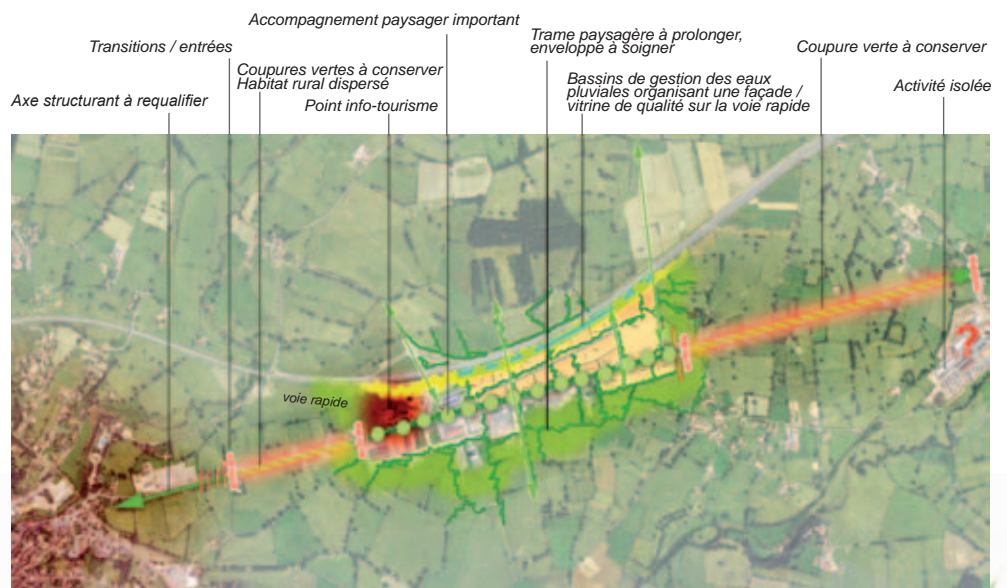 Accompagnement paysager important
Transitions / entrées
Trame paysagère à prolonger,
enveloppe à soigner
Coupure verte à conserver
Coupures vertes à conserver
Habitat rural dispersé
Bassins de gestion des eaux
pluviales organisant une façade /
vitrine de qualité sur la voie rapide
Activité isolée
Axe structurant à requalifier
Point info-tourisme
voie rapide
?